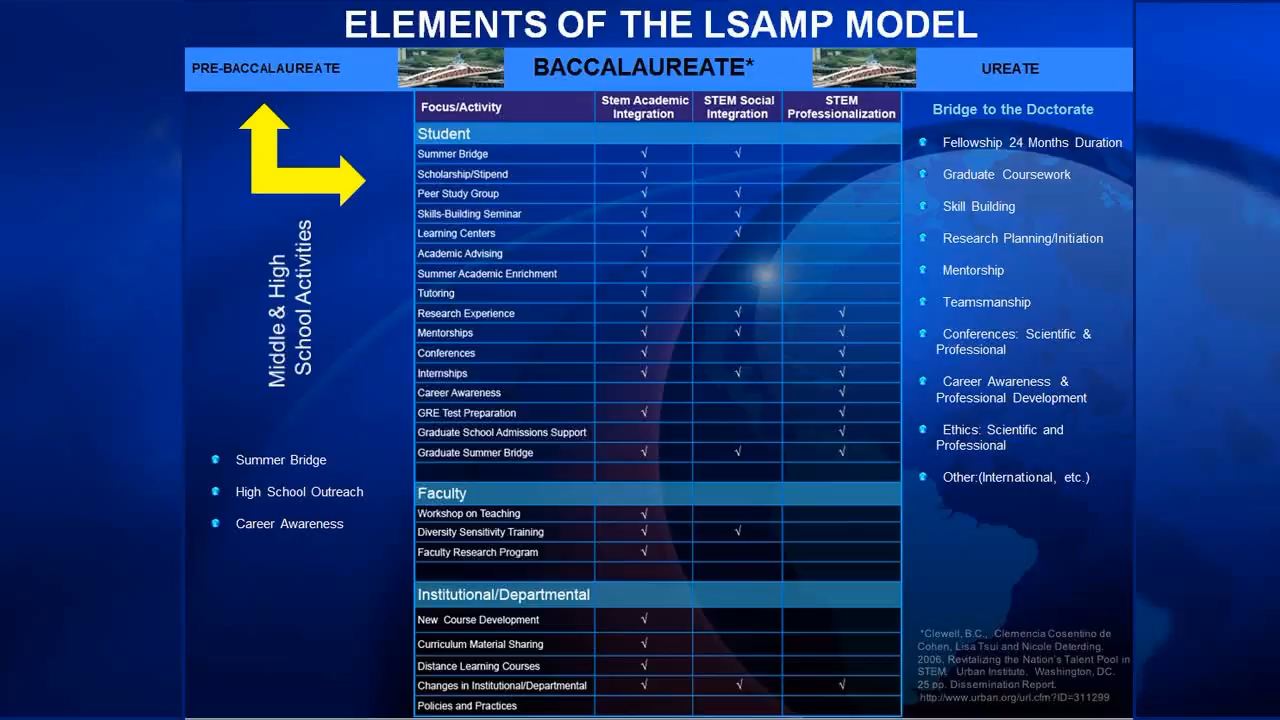 ELEMENTS OF THE LSAMP MODEL
PRE-BACCALAUREATE
BACCALAUREATE*
UREATE
Middle & High
School Activities
Summer Bridge
High School Outreach
Career Awareness
Focus/Activity Stem Academic Integration STEM Social Integration STEM Professionalization
Student
Summer Bridge √ √
Scholarship/Stipend √
Peer Study Group √ √
Skills-Building Seminar √ √
Learning Centers √ √
Academic Advising √
Summer Academic Enrichment √
Tutoring √
Research Experience √ √ √
Mentorships √ √ √
Conferences √ √
Internships √ √ √
Career Awareness √
GRE Test Preparation √ √
Graduate School Admissions Support √
Graduate Summer Bridge √ √ √
Faculty
Workshop on Teaching √
Diversity Sensitivity Training √ √
Faculty Research Program √
Institutional/Departmental
New Course Development √
Curriculum Material Sharing √
Distance Learning Courses √
Changes in Institutional/Departmental √ √ √
Policies and Practices
Bridge to the Doctorate
Fellowship 24 Months Duration
Graduate Coursework
Skill Building
Research Planning/Initiation
Mentorship
Teamsmanship
Conferences: Scientific &
Professional
Career Awareness &
Professional Development
Ethics: Scientific and
Professional
Other:(International, etc.)
*Clewell, B.C., Clemencia Cosentino de
Cohen, Lisa Tsui and Nicole Deterding.
2006. Revitalizing the Nation's Talent Pool in
STEM. Urban Institute. Washington, DC.
25 pp. Dissemination Report.
http://www.urban.org/url.cfm?ID=311299